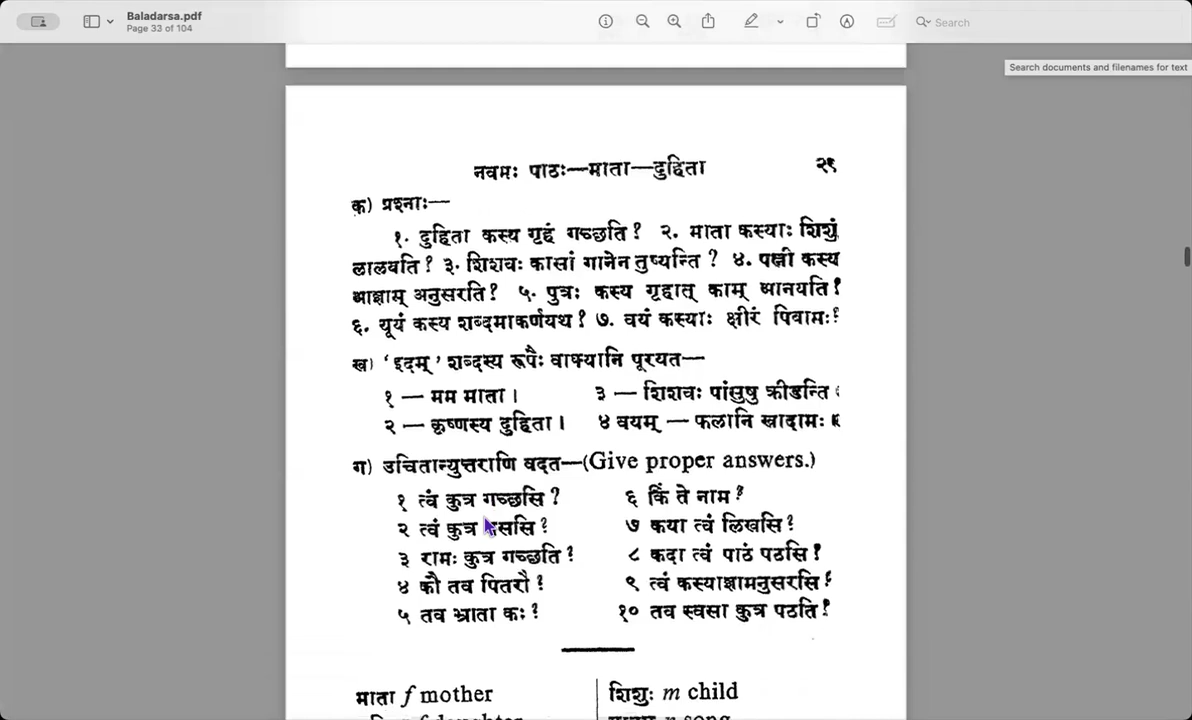 Baladarsa.pdf
Page 33 of 104
Search
Search documents and filenames for text
नवमः पाठः—माता—दुहिता २९
क) प्रश्नाः—
१. दुहिता कस्य गृहं गच्छति? २. माता कस्याः शिशुं
लालयति? ३. शिशवः कासां गानेन तुष्यन्ति? ४. पत्नी कस्य
आज्ञाम् अनुसरति? ५. पुत्रः कस्य गृहात् काम् आनयति?
६. यूयं कस्य शब्दमाकर्णयथ? ७. वयं कस्याः क्षीरं पिबामः?
ख) 'इदम्' शब्दस्य रूपैः वाक्यानि पूरयत—
१ — मम माता। ३ — शिशवः पांसुषु क्रीडन्ति
२ — कृष्णस्य दुहिता। ४ वयम् — फलानि खादामः
ग) उचितान्युत्तराणि वदत—(Give proper answers.)
१ त्वं कुत्र गच्छसि? ६ किं ते नाम?
२ त्वं कुत्र ७ कया त्वं लिखसि?
३ रामः कुत्र गच्छति? ८ कदा त्वं पाठं पठसि?
४ कौ तव पितरौ? ९ त्वं कस्याज्ञामनुसरसि?
५ तव भ्राता कः? १० तव स्वसा कुत्र पठति?
माता f mother शिशुः m child